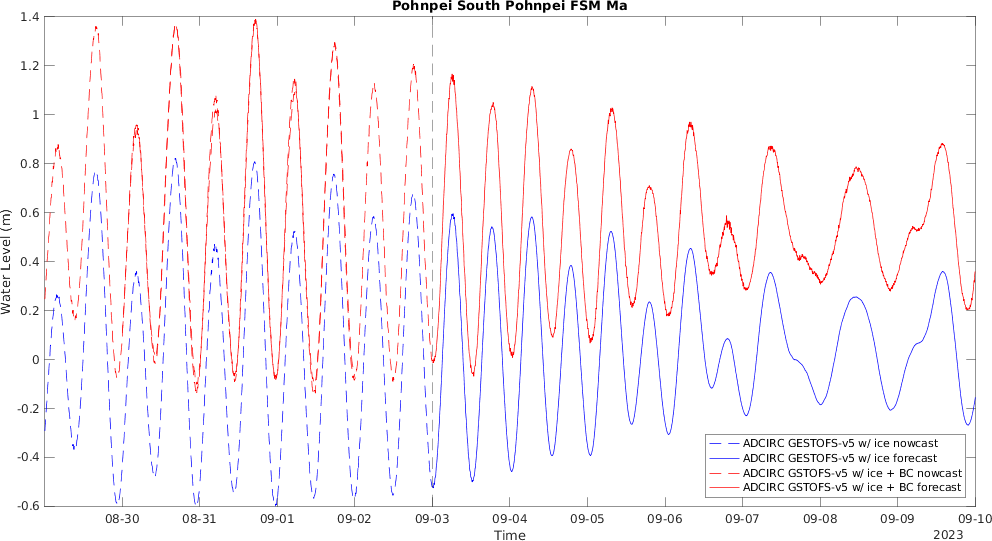 Pohnpei South Pohnpei FSM Ma
Water Level (m)
1.4
1.2
1
0.8
0.6
0.4
0.2
0
-0.2
-0.4
-0.6
ADCIRC GESTOFS-v5 w/ ice nowcast
ADCIRC GESTOFS-v5 w/ ice forecast
ADCIRC GSTOFS-v5 w/ ice + BC nowcast
ADCIRC GSTOFS-v5 w/ ice + BC forecast
08-30 08-31 09-01 09-02 09-03 09-04 09-05 09-06 09-07 09-08 09-09 09-10
Time
2023